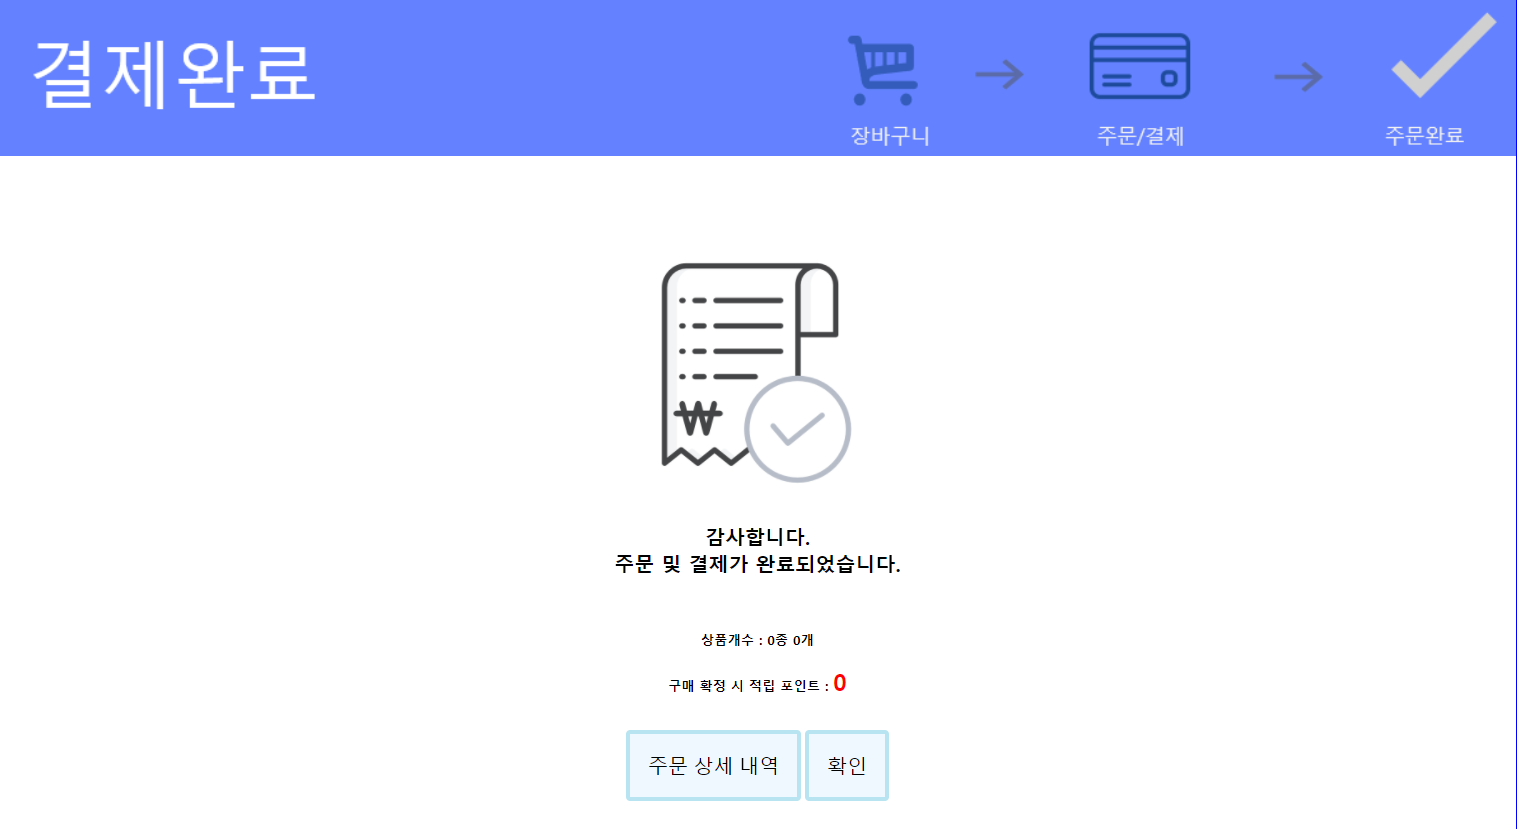 결제완료
장바구니
주문/결제
주문완료
₩
감사합니다.
주문 및 결제가 완료되었습니다.
상품개수 : 0종 0개
구매 확정 시 적립 포인트 : 0
주문 상세 내역
확인